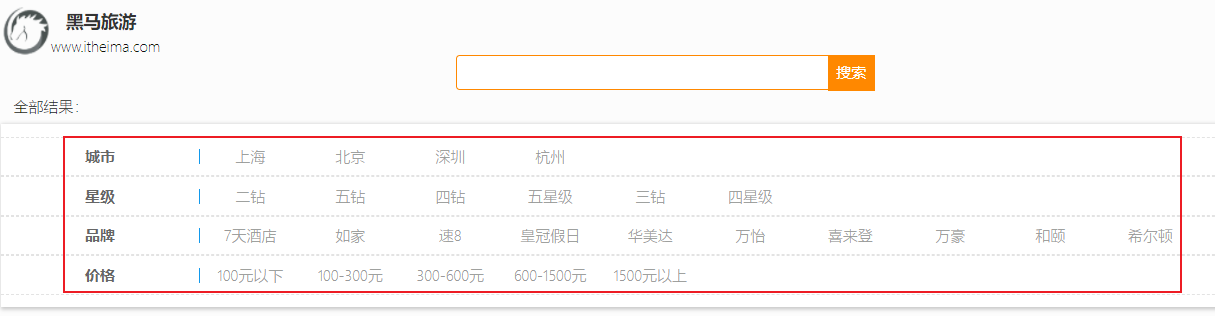 黑马旅游
www.itheima.com
搜索
全部结果:
城市 | 上海 北京 深圳 杭州
星级 | 二钻 五钻 四钻 五星级 三钻 四星级
品牌 | 7天酒店 如家 速8 皇冠假日 华美达 万怡 喜来登 万豪 和颐 希尔顿
价格 | 100元以下 100-300元 300-600元 600-1500元 1500元以上